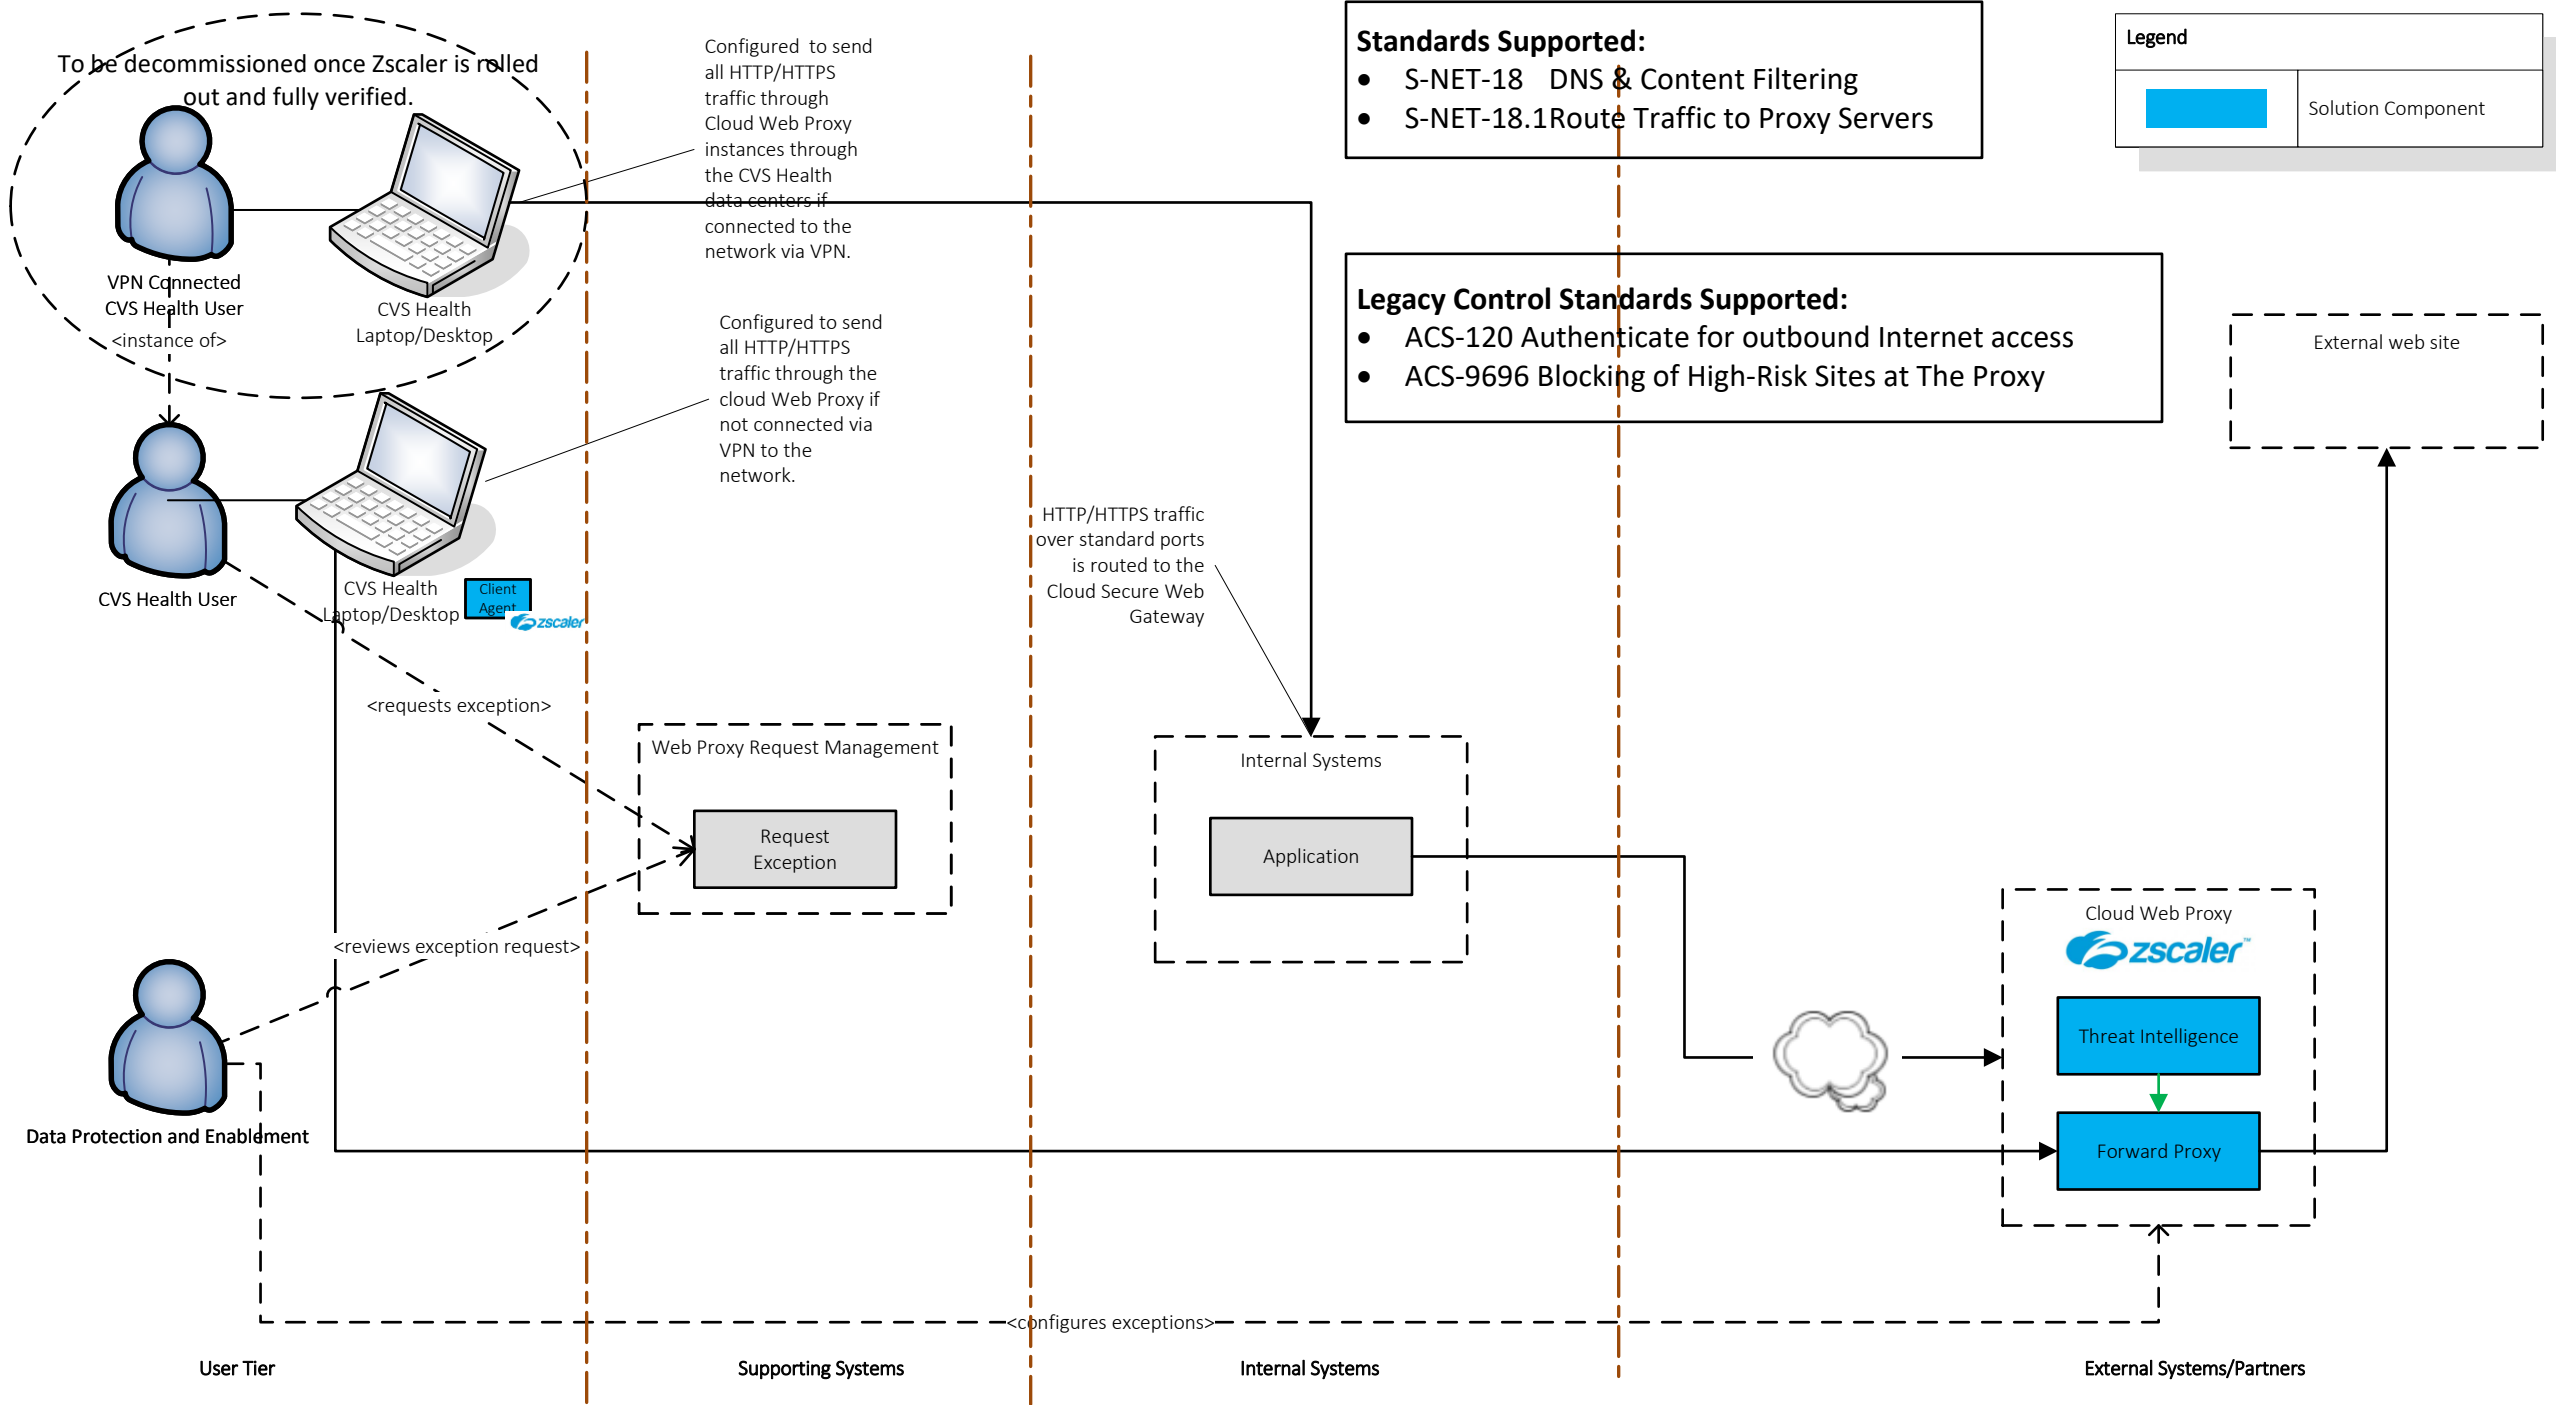 To be decommissioned once Zscaler is rolled
out and fully verified.
VPN Connected
CVS Health User
<instance of>
CVS Health
Laptop/Desktop
Configured to send
all HTTP/HTTPS
traffic through
Cloud Web Proxy
instances through
the CVS Health
data centers if
connected to the
network via VPN.
Standards Supported:
• S-NET-18 DNS & Content Filtering
• S-NET-18.1Route Traffic to Proxy Servers
Legend
Solution Component
Legacy Control Standards Supported:
• ACS-120 Authenticate for outbound Internet access
• ACS-9696 Blocking of High-Risk Sites at The Proxy
External web site
Configured to send
all HTTP/HTTPS
traffic through the
cloud Web Proxy if
not connected via
VPN to the
network.
CVS Health User
CVS Health
Laptop/Desktop
Client
Agent
zscaler
HTTP/HTTPS traffic
over standard ports
is routed to the
Cloud Secure Web
Gateway
<requests exception>
Web Proxy Request Management
Request
Exception
Internal Systems
Application
<reviews exception request>
Cloud Web Proxy
zscaler™
Threat Intelligence
Forward Proxy
Data Protection and Enablement
<configures exceptions>
User Tier
Supporting Systems
Internal Systems
External Systems/Partners